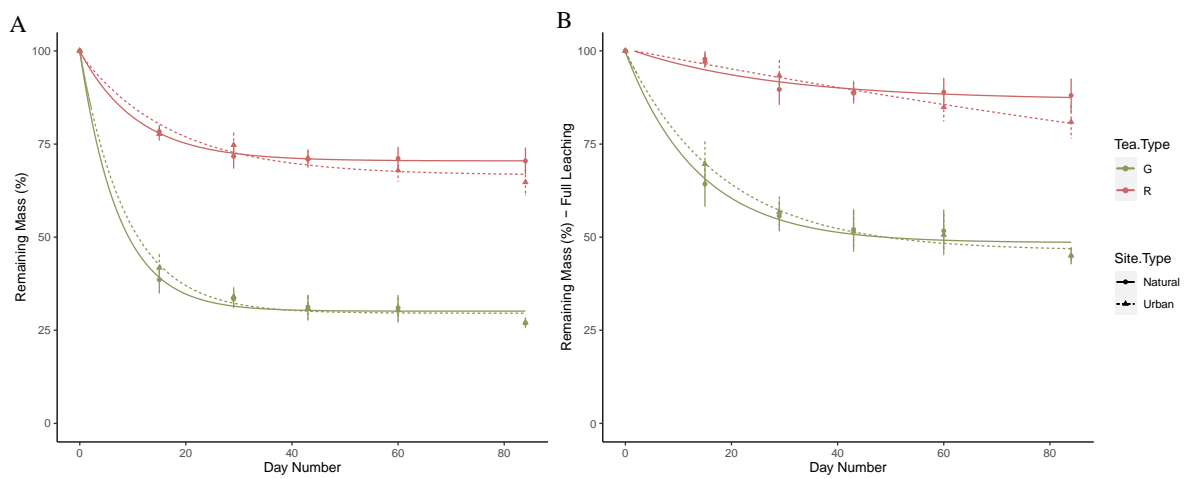 A
Remaining Mass (%)
100
75
50
25
0
0 20 40 60 80
Day Number
B
Remaining Mass (%) − Full Leaching
100
75
50
25
0
0 20 40 60 80
Day Number
Tea.Type
G
R
Site.Type
Natural
Urban